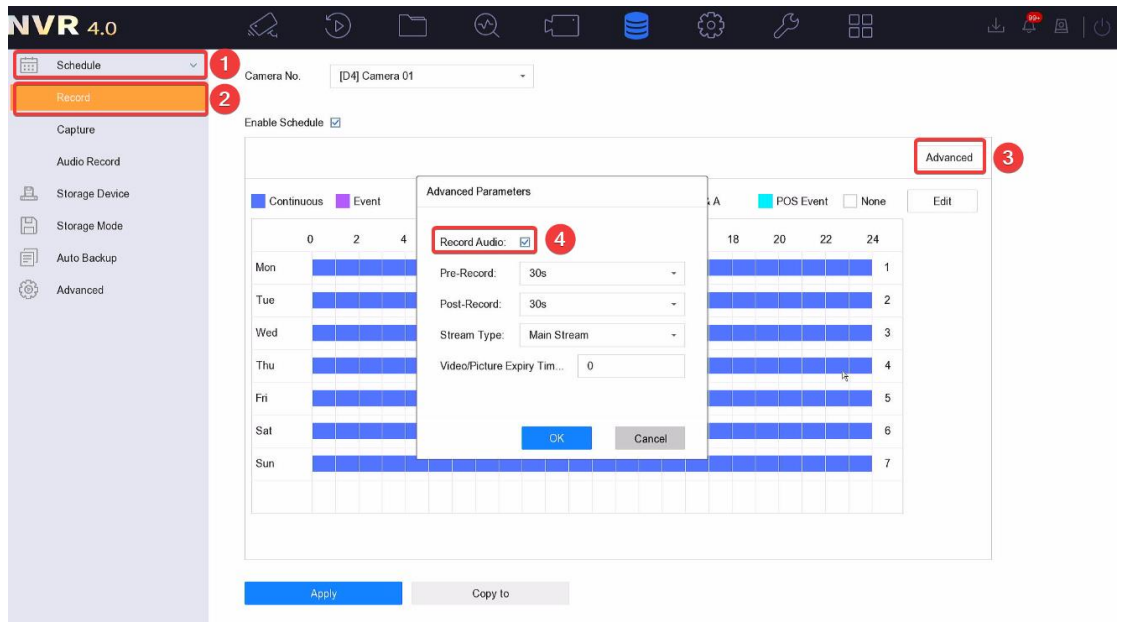 NVR 4.0
99+
Schedule
1
Record
2
Capture
Audio Record
Storage Device
Storage Mode
Auto Backup
Advanced
Camera No. [D4] Camera 01
Enable Schedule
Advanced
3
Continuous Event & A POS Event None Edit
0 2 4 18 20 22 24
Mon 1
Tue 2
Wed 3
Thu 4
Fri 5
Sat 6
Sun 7
Advanced Parameters
Record Audio: 4
Pre-Record: 30s
Post-Record: 30s
Stream Type: Main Stream
Video/Picture Expiry Tim... 0
OK Cancel
Apply Copy to